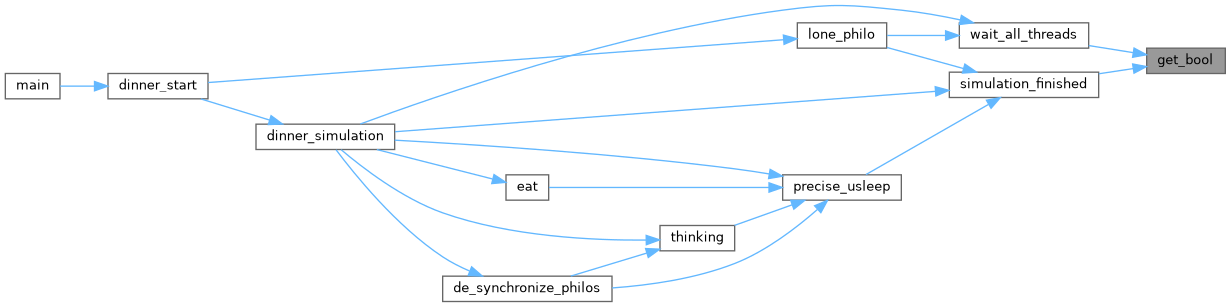 main
dinner_start
dinner_simulation
lone_philo
wait_all_threads
get_bool
simulation_finished
eat
precise_usleep
thinking
de_synchronize_philos